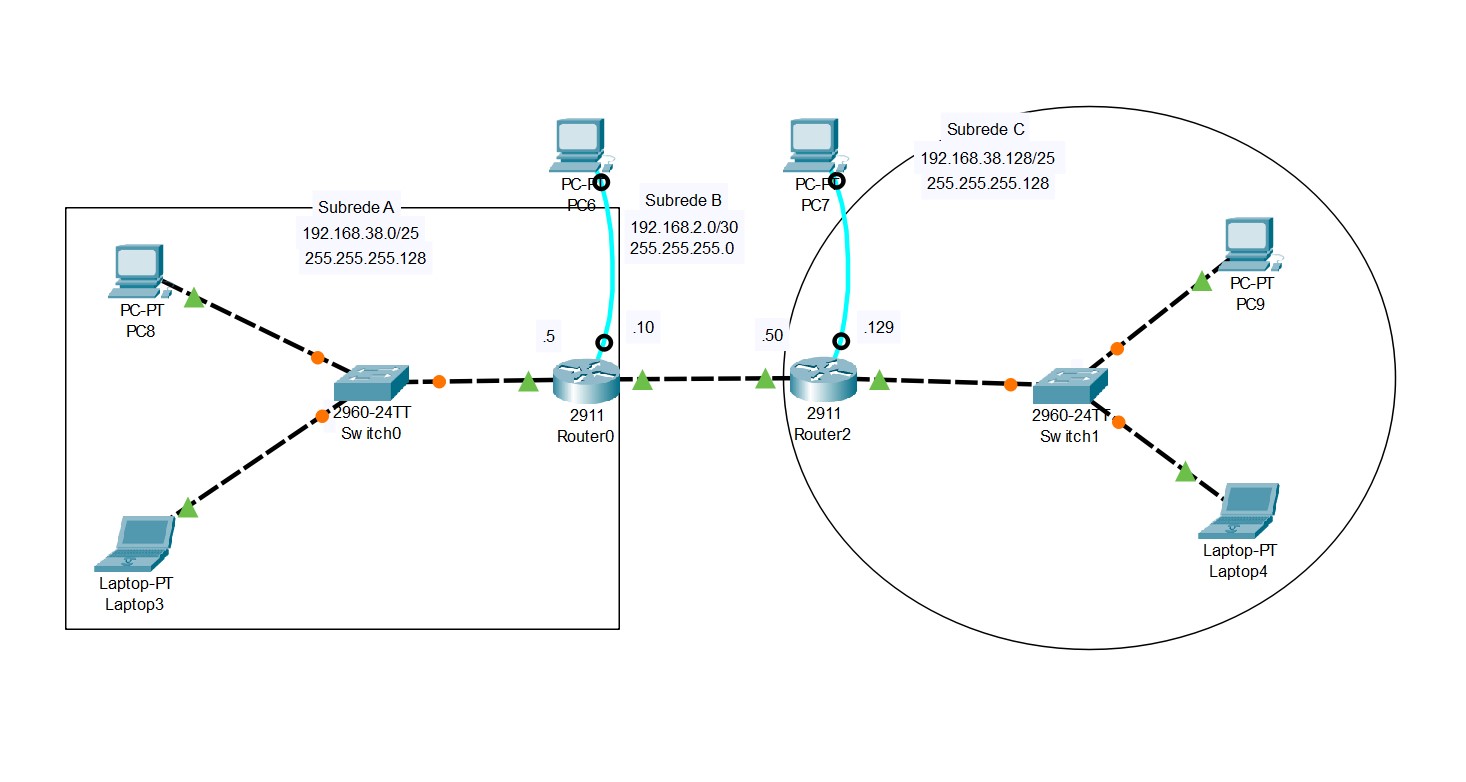 PC-PT
PC6
PC-PT
PC7
Subrede C
192.168.38.128/25
255.255.255.128
Subrede A
192.168.38.0/25
255.255.255.128
Subrede B
192.168.2.0/30
255.255.255.0
PC-PT
PC8
PC-PT
PC9
.5
.10
.50
.129
2960-24TT
Switch0
2911
Router0
2911
Router2
2960-24TT
Switch1
Laptop-PT
Laptop3
Laptop-PT
Laptop4